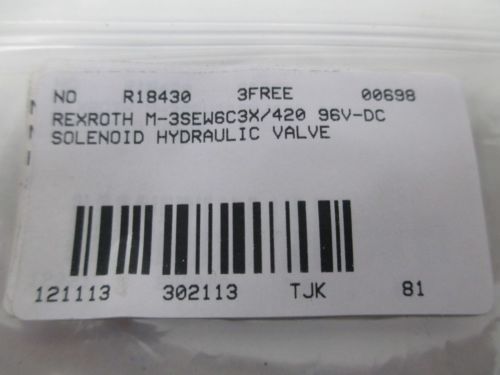 NO R18430 3FREE 00698
REXROTH M-3SEW6C3X/420 96V-DC
SOLENOID HYDRAULIC VALVE
121113 302113 TJK 81